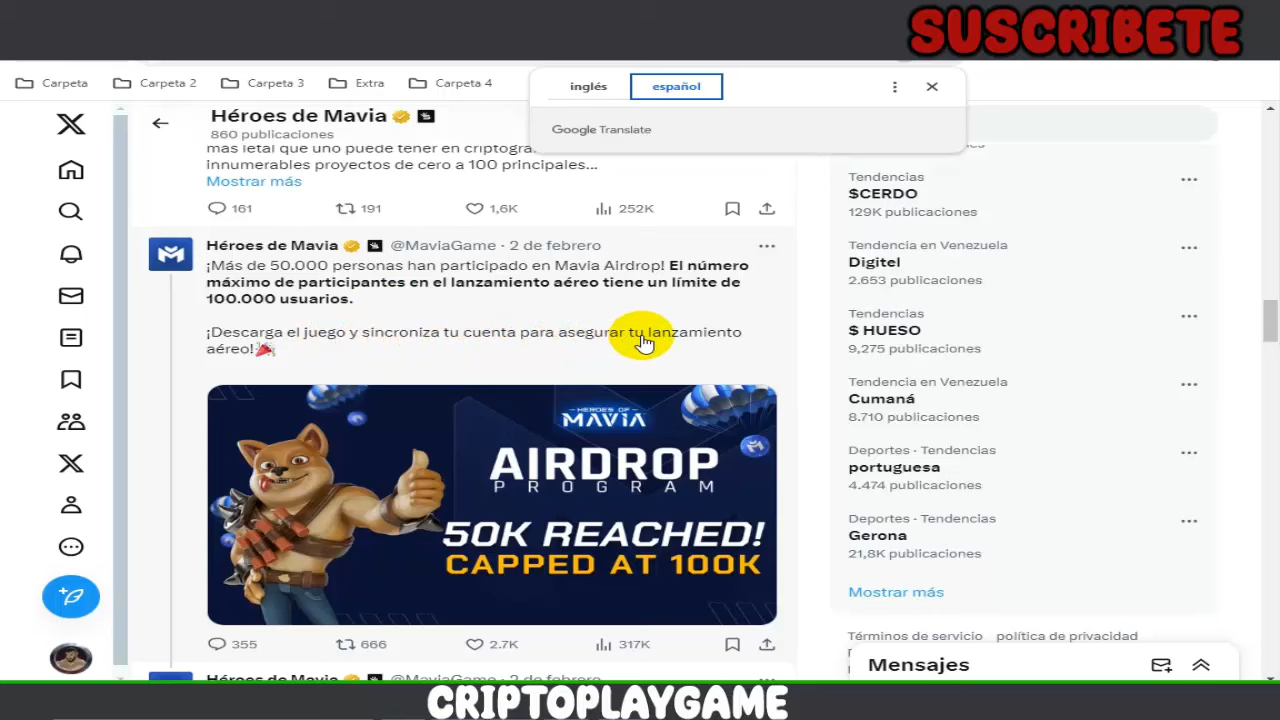 SUSCRIBETE
Carpeta
Carpeta 2
Carpeta 3
Extra
Carpeta 4
inglés
español
Google Translate
Héroes de Mavia
860 publicaciones
mas letal que uno puede tener en criptogra
innumerables proyectos de cero a 100 principales...
Mostrar más
161
191
1,6K
252K
Héroes de Mavia @MaviaGame · 2 de febrero
¡Más de 50.000 personas han participado en Mavia Airdrop! El número
máximo de participantes en el lanzamiento aéreo tiene un límite de
100.000 usuarios.
¡Descarga el juego y sincroniza tu cuenta para asegurar tu lanzamiento
aéreo!
HEROES OF
MAVIA
AIRDROP
PROGRAM
50K REACHED!
CAPPED AT 100K
355
666
2.7K
317K
Héroes de Mavia @MaviaGame · 2 de febrero
Tendencias
$CERDO
129K publicaciones
Tendencia en Venezuela
Digitel
2.653 publicaciones
Tendencias
$ HUESO
9,275 publicaciones
Tendencia en Venezuela
Cumaná
8.710 publicaciones
Deportes · Tendencias
portuguesa
4.474 publicaciones
Deportes · Tendencias
Gerona
21,8K publicaciones
Mostrar más
Términos de servicio política de privacidad
Mensajes
CRIPTOPLAYGAME